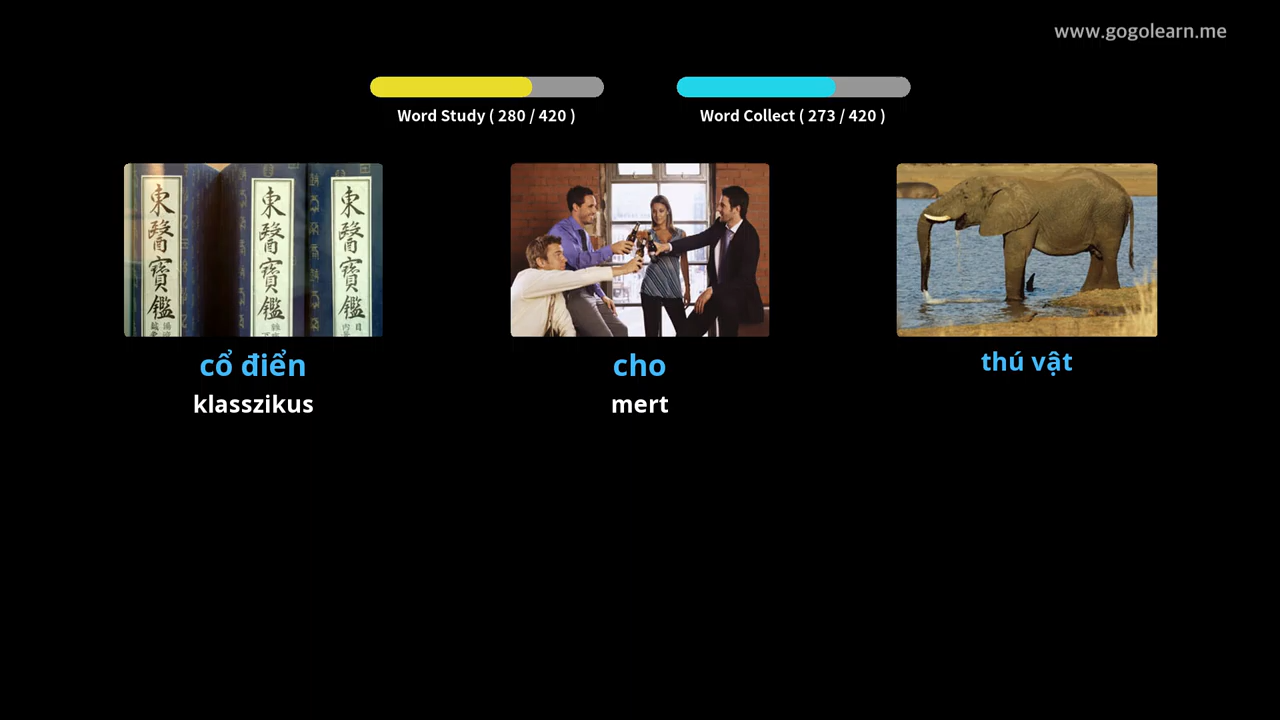 www.gogolearn.me
Word Study ( 280 / 420 )
Word Collect ( 273 / 420 )
東醫寶鑑
東醫寶鑑
東醫寶鑑
cổ điển
cho
thú vật
klasszikus
mert